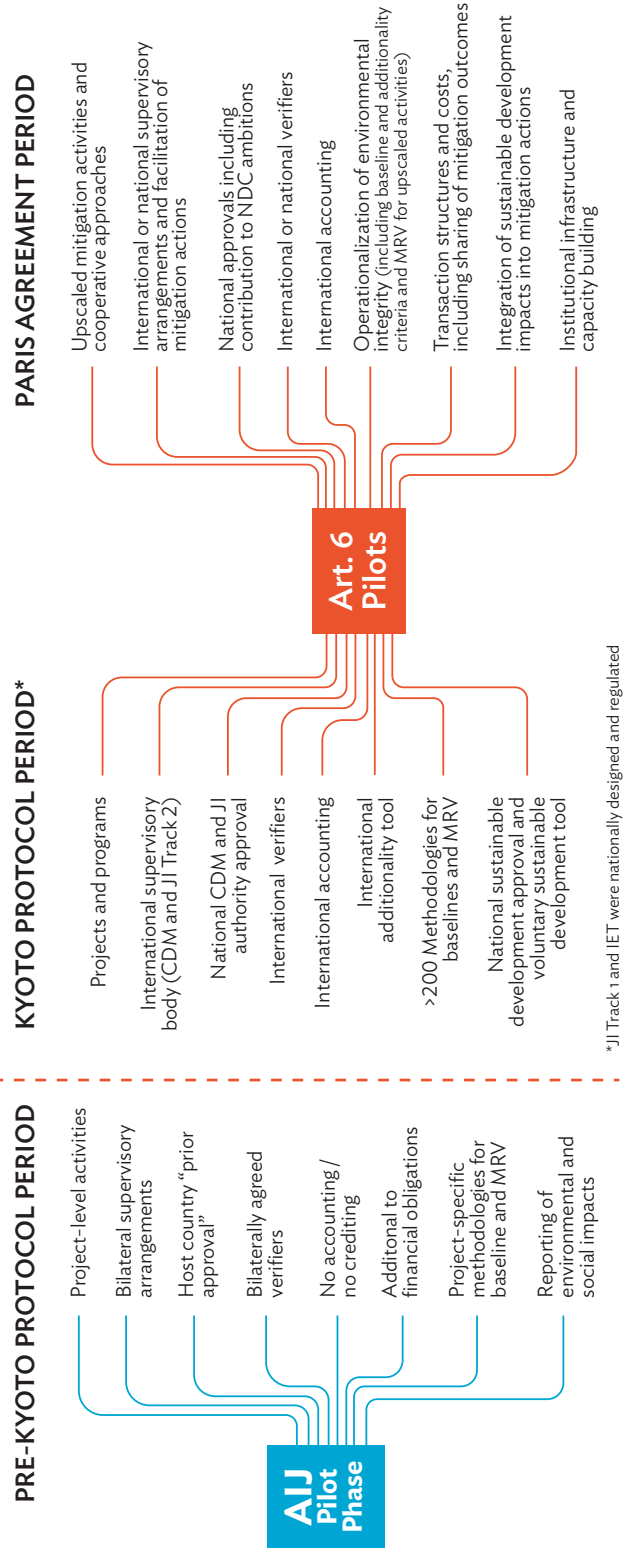 PRE-KYOTO PROTOCOL PERIOD
AIJ
Pilot
Phase
Project-level activities
Bilateral supervisory
arrangements
Host country “prior
approval”
Bilaterally agreed
verifiers
No accounting /
no crediting
Additonal to
financial obligations
Project-specific
methodologies for
baseline and MRV
Reporting of
environmental and
social impacts
KYOTO PROTOCOL PERIOD*
Projects and programs
International supervisory
body (CDM and JI Track 2)
National CDM and JI
authority approval
International verifiers
International accounting
International
additionality tool
>200 Methodologies for
baselines and MRV
National sustainable
development approval and
voluntary sustainable
development tool
*JI Track 1 and IET were nationally designed and regulated
Art. 6
Pilots
PARIS AGREEMENT PERIOD
Upscaled mitigation activities and
cooperative approaches
International or national supervisory
arrangements and facilitation of
mitigation actions
National approvals including
contribution to NDC ambitions
International or national verifiers
International accounting
Operationalization of environmental
integrity (including baseline and additionality
criteria and MRV for upscaled activities)
Transaction structures and costs,
including sharing of mitigation outcomes
Integration of sustainable development
impacts into mitigation actions
Institutional infrastructure and
capacity building